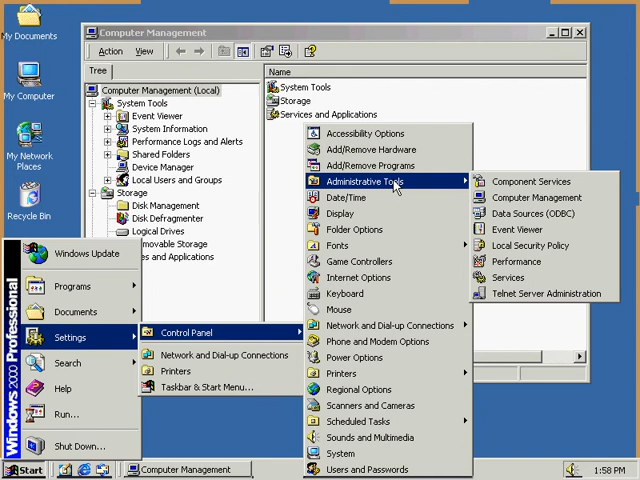 My Documents
My Computer
My Network
Places
Recycle Bin
Computer Management
Action View
Tree
Computer Management (Local)
System Tools
Event Viewer
System Information
Performance Logs and Alerts
Shared Folders
Device Manager
Local Users and Groups
Storage
Disk Management
Disk Defragmenter
Logical Drives
movable Storage
es and Applications
Name
System Tools
Storage
Services and Applications
Windows 2000 Professional
Windows Update
Programs
Documents
Settings
Search
Help
Run...
Shut Down...
Control Panel
Network and Dial-up Connections
Printers
Taskbar & Start Menu...
Accessibility Options
Add/Remove Hardware
Add/Remove Programs
Administrative Tools
Date/Time
Display
Folder Options
Fonts
Game Controllers
Internet Options
Keyboard
Mouse
Network and Dial-up Connections
Phone and Modem Options
Power Options
Printers
Regional Options
Scanners and Cameras
Scheduled Tasks
Sounds and Multimedia
System
Users and Passwords
Component Services
Computer Management
Data Sources (ODBC)
Event Viewer
Local Security Policy
Performance
Services
Telnet Server Administration
Start
Computer Management
1:58 PM